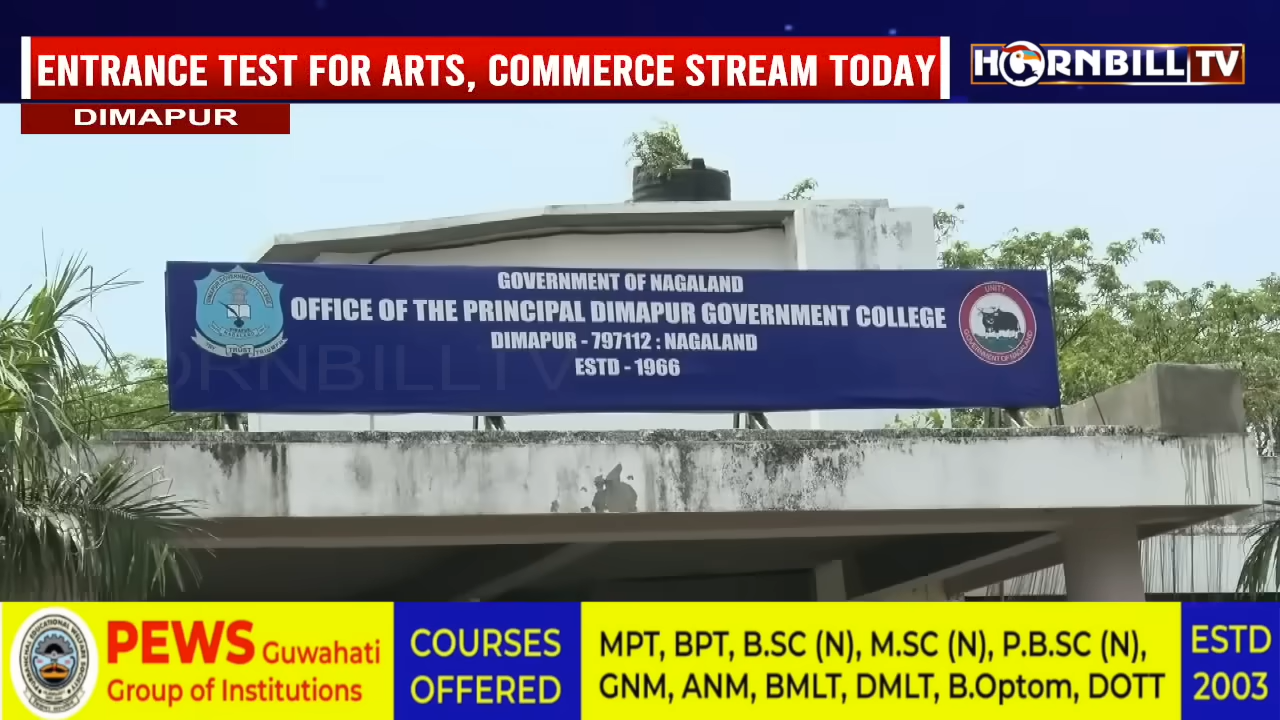 ENTRANCE TEST FOR ARTS, COMMERCE STREAM TODAY
HORNBILL TV
DIMAPUR
GOVERNMENT OF NAGALAND
OFFICE OF THE PRINCIPAL DIMAPUR GOVERNMENT COLLEGE
DIMAPUR - 797112 : NAGALAND
ESTD - 1966
UNITY
GOVERNMENT OF NAGALAND
HORNBILL TV
PEWS Guwahati
Group of Institutions
COURSES
OFFERED
MPT, BPT, B.SC (N), M.SC (N), P.B.SC (N),
GNM, ANM, BMLT, DMLT, B.Optom, DOTT
ESTD
2003